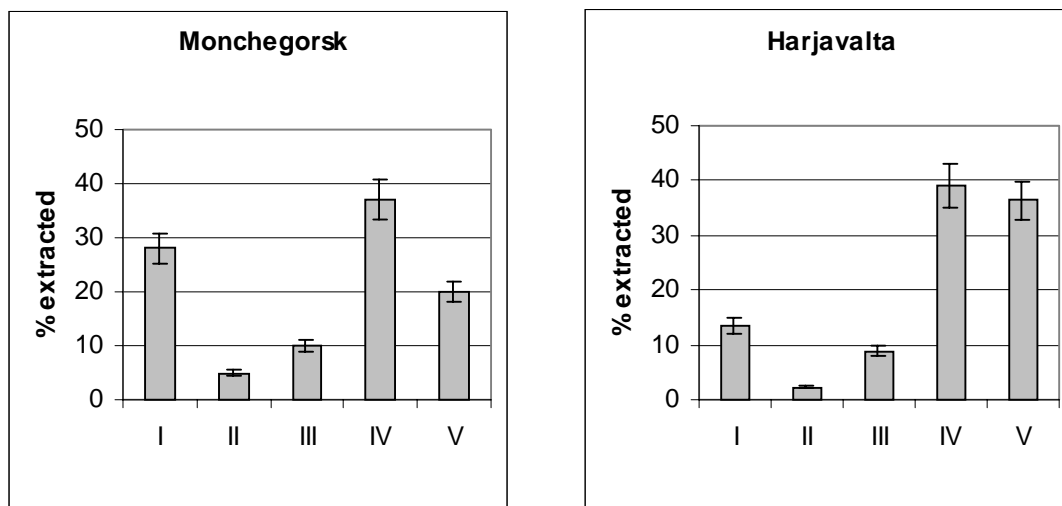 Monchegorsk
% extracted
50
40
30
20
10
0
I II III IV V
Harjavalta
% extracted
50
40
30
20
10
0
I II III IV V